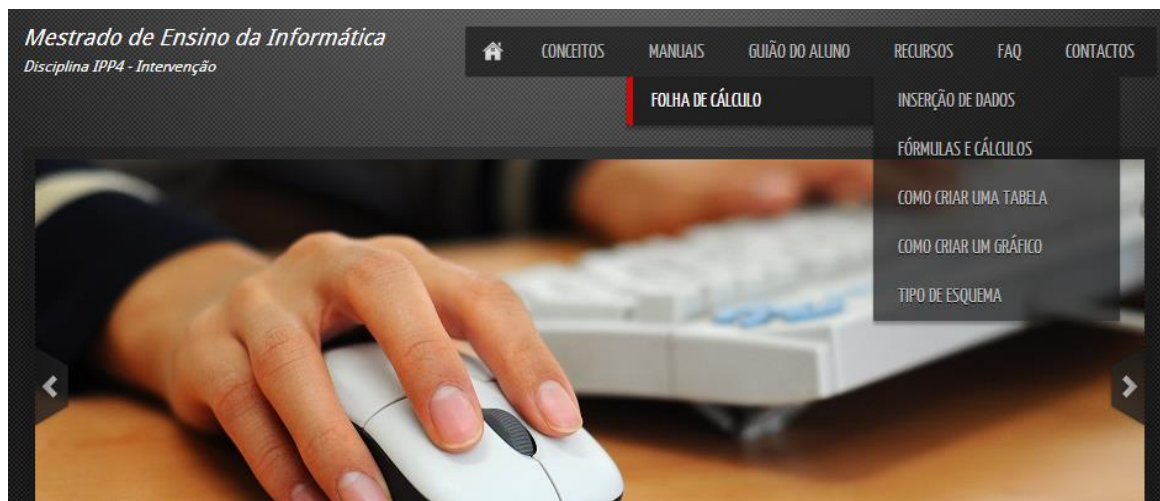 Mestrado de Ensino da Informática
Disciplina IPP4 - Intervenção
CONCEITOS MANUAIS GUIÃO DO ALUNO RECURSOS FAQ CONTACTOS
FOLHA DE CÁLCULO INSERÇÃO DE DADOS
FÓRMULAS E CÁLCULOS
COMO CRIAR UMA TABELA
COMO CRIAR UM GRÁFICO
TIPO DE ESQUEMA